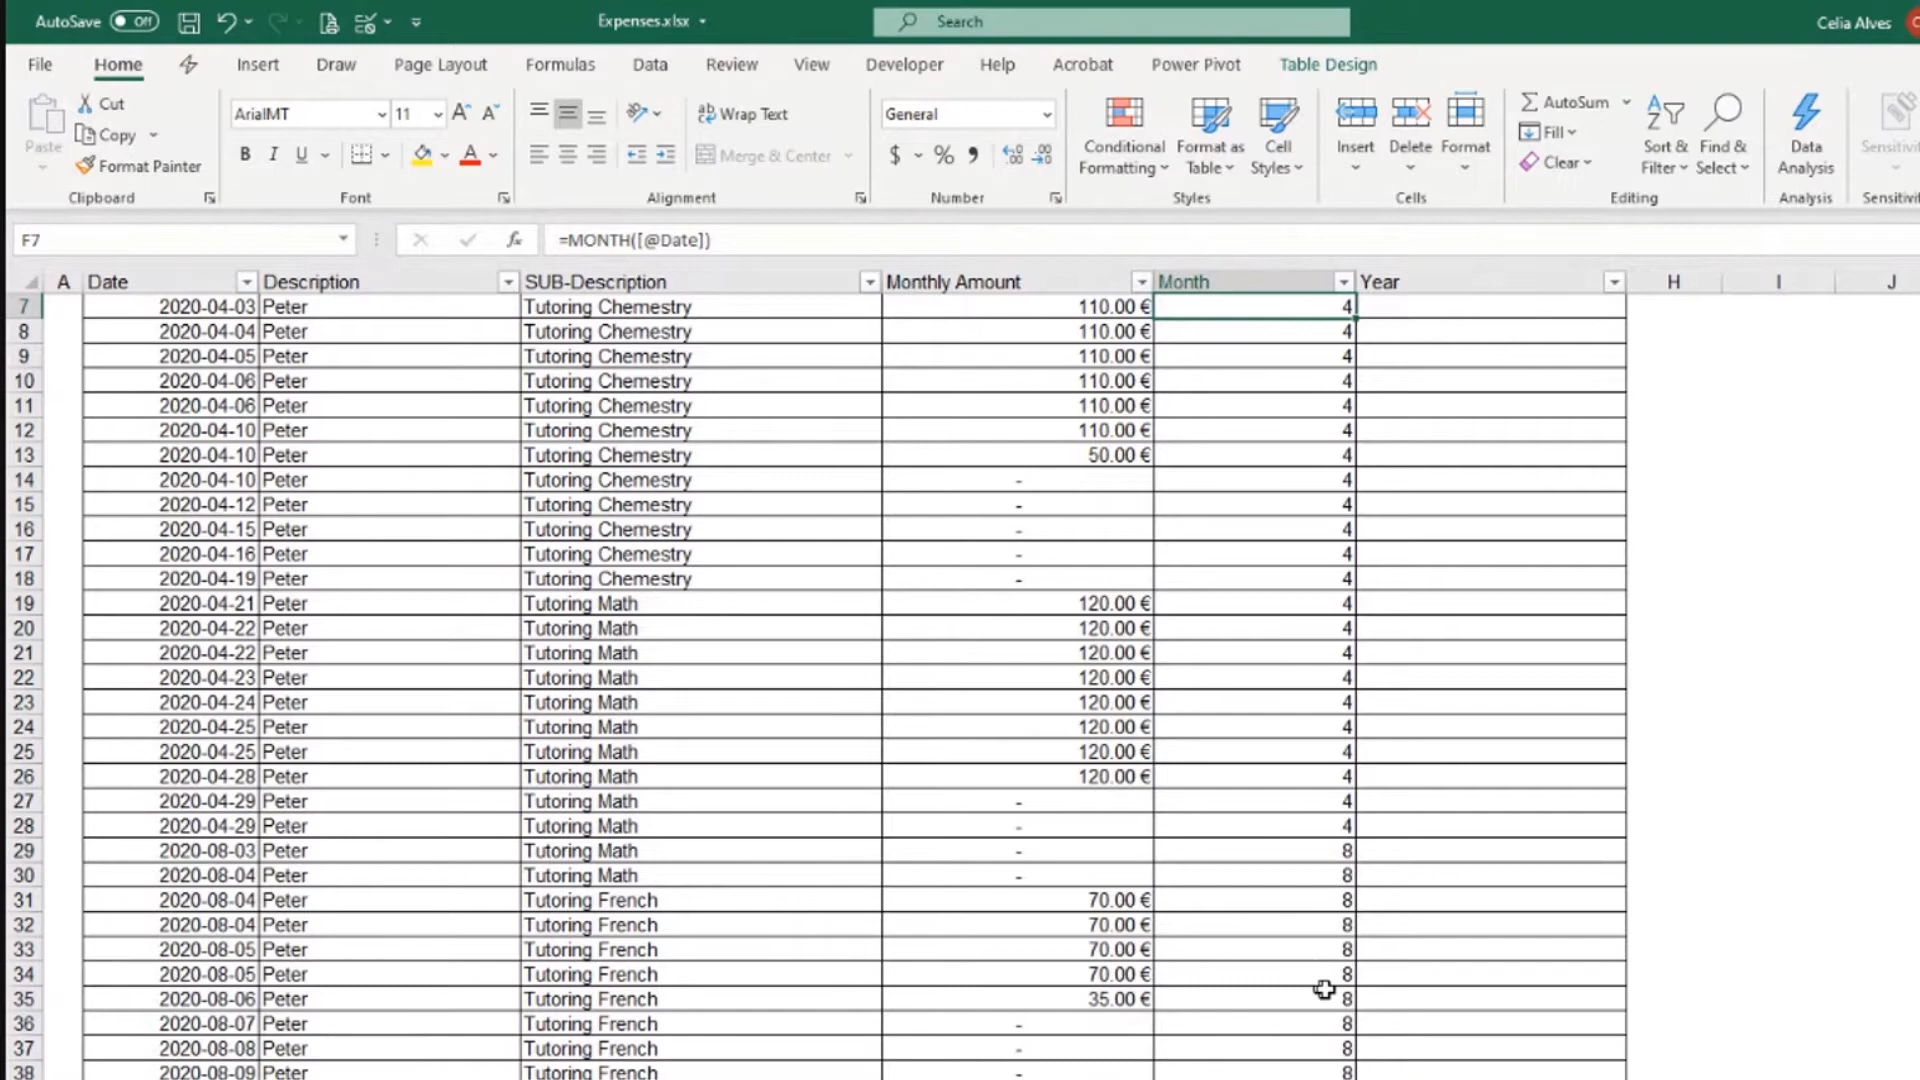 AutoSave Off Expenses.xlsx Search Celia Alves
File Home Insert Draw Page Layout Formulas Data Review View Developer Help Acrobat Power Pivot Table Design
Paste Cut Copy Format Painter
Clipboard
ArialMT 11
B I U A
Font
Wrap Text
Merge & Center
Alignment
General
$ % 9
Number
Conditional Formatting Format as Table Cell Styles
Styles
Insert Delete Format
Cells
AutoSum Fill Clear Sort & Filter Find & Select
Editing
Data Analysis
Analysis
Sensitivi
Sensitivi
F7 fx =MONTH([@Date])
A Date Description SUB-Description Monthly Amount Month Year H I J
7 2020-04-03 Peter Tutoring Chemestry 110.00 € 4
8 2020-04-04 Peter Tutoring Chemestry 110.00 € 4
9 2020-04-05 Peter Tutoring Chemestry 110.00 € 4
10 2020-04-06 Peter Tutoring Chemestry 110.00 € 4
11 2020-04-06 Peter Tutoring Chemestry 110.00 € 4
12 2020-04-10 Peter Tutoring Chemestry 110.00 € 4
13 2020-04-10 Peter Tutoring Chemestry 50.00 € 4
14 2020-04-10 Peter Tutoring Chemestry - 4
15 2020-04-12 Peter Tutoring Chemestry - 4
16 2020-04-15 Peter Tutoring Chemestry - 4
17 2020-04-16 Peter Tutoring Chemestry - 4
18 2020-04-19 Peter Tutoring Chemestry - 4
19 2020-04-21 Peter Tutoring Math 120.00 € 4
20 2020-04-22 Peter Tutoring Math 120.00 € 4
21 2020-04-22 Peter Tutoring Math 120.00 € 4
22 2020-04-23 Peter Tutoring Math 120.00 € 4
23 2020-04-24 Peter Tutoring Math 120.00 € 4
24 2020-04-25 Peter Tutoring Math 120.00 € 4
25 2020-04-25 Peter Tutoring Math 120.00 € 4
26 2020-04-28 Peter Tutoring Math 120.00 € 4
27 2020-04-29 Peter Tutoring Math - 4
28 2020-04-29 Peter Tutoring Math - 4
29 2020-08-03 Peter Tutoring Math - 8
30 2020-08-04 Peter Tutoring Math - 8
31 2020-08-04 Peter Tutoring French 70.00 € 8
32 2020-08-04 Peter Tutoring French 70.00 € 8
33 2020-08-05 Peter Tutoring French 70.00 € 8
34 2020-08-05 Peter Tutoring French 70.00 € 8
35 2020-08-06 Peter Tutoring French 35.00 € 8
36 2020-08-07 Peter Tutoring French - 8
37 2020-08-08 Peter Tutoring French - 8
38 2020-08-09 Peter Tutoring French - 8